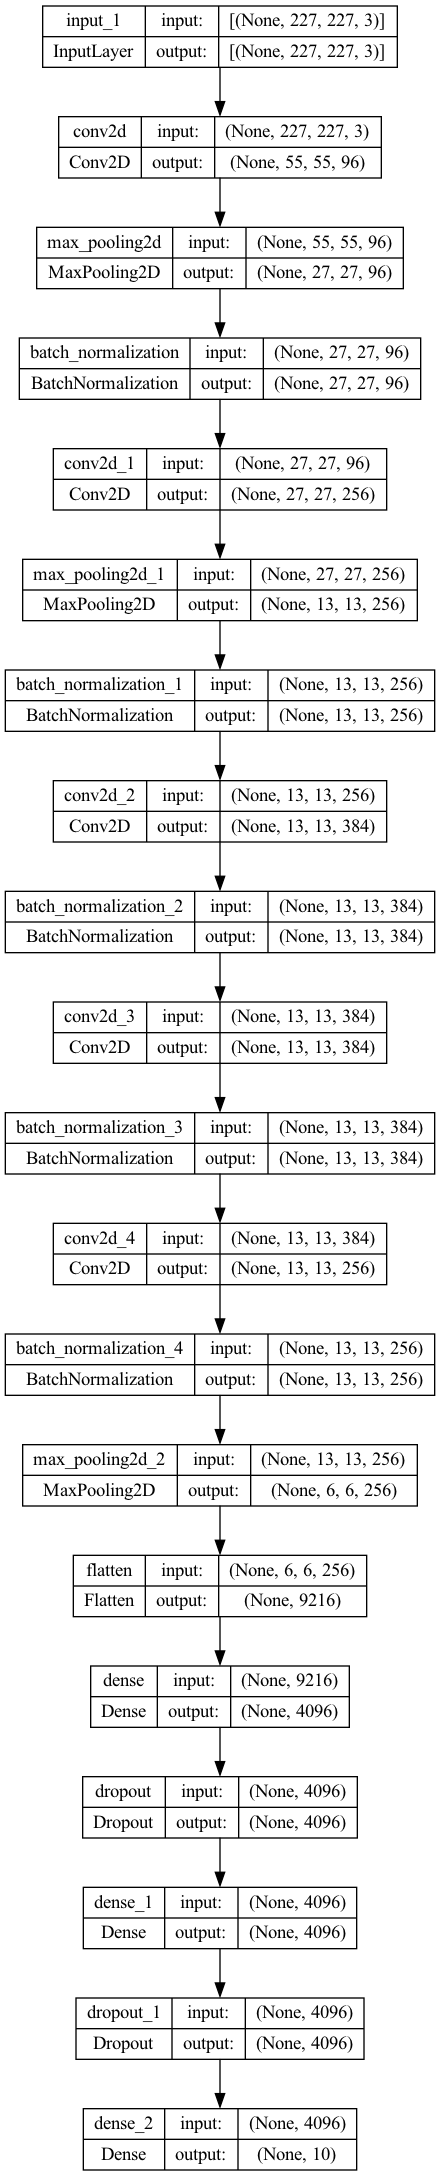 input_1 input: [(None, 227, 227, 3)]
InputLayer output: [(None, 227, 227, 3)]
conv2d input: (None, 227, 227, 3)
Conv2D output: (None, 55, 55, 96)
max_pooling2d input: (None, 55, 55, 96)
MaxPooling2D output: (None, 27, 27, 96)
batch_normalization input: (None, 27, 27, 96)
BatchNormalization output: (None, 27, 27, 96)
conv2d_1 input: (None, 27, 27, 96)
Conv2D output: (None, 27, 27, 256)
max_pooling2d_1 input: (None, 27, 27, 256)
MaxPooling2D output: (None, 13, 13, 256)
batch_normalization_1 input: (None, 13, 13, 256)
BatchNormalization output: (None, 13, 13, 256)
conv2d_2 input: (None, 13, 13, 256)
Conv2D output: (None, 13, 13, 384)
batch_normalization_2 input: (None, 13, 13, 384)
BatchNormalization output: (None, 13, 13, 384)
conv2d_3 input: (None, 13, 13, 384)
Conv2D output: (None, 13, 13, 384)
batch_normalization_3 input: (None, 13, 13, 384)
BatchNormalization output: (None, 13, 13, 384)
conv2d_4 input: (None, 13, 13, 384)
Conv2D output: (None, 13, 13, 256)
batch_normalization_4 input: (None, 13, 13, 256)
BatchNormalization output: (None, 13, 13, 256)
max_pooling2d_2 input: (None, 13, 13, 256)
MaxPooling2D output: (None, 6, 6, 256)
flatten input: (None, 6, 6, 256)
Flatten output: (None, 9216)
dense input: (None, 9216)
Dense output: (None, 4096)
dropout input: (None, 4096)
Dropout output: (None, 4096)
dense_1 input: (None, 4096)
Dense output: (None, 4096)
dropout_1 input: (None, 4096)
Dropout output: (None, 4096)
dense_2 input: (None, 4096)
Dense output: (None, 10)